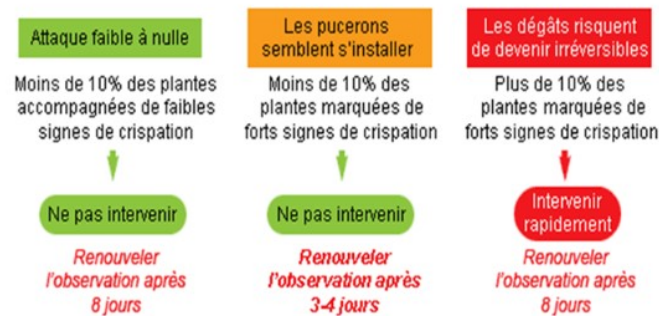 Attaque faible à nulle
Moins de 10% des plantes
accompagnées de faibles
signes de crispation
Ne pas intervenir
Renouveler
l'observation après
8 jours
Les pucerons
semblent s'installer
Moins de 10% des
plantes marquées de
forts signes de crispation
Ne pas intervenir
Renouveler
l'observation après
3-4 jours
Les dégâts risquent
de devenir irréversibles
Plus de 10% des
plantes marquées de
forts signes de crispation
Intervenir
rapidement
Renouveler
l'observation après
8 jours